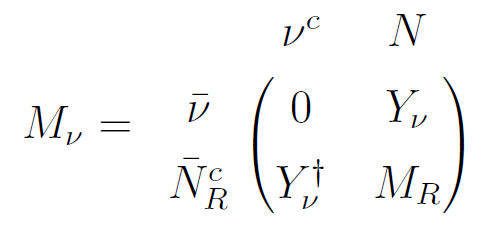 ν^c N
M_ν = ν̄ ( 0 Y_ν
N̄_R^c Y_ν^† M_R )